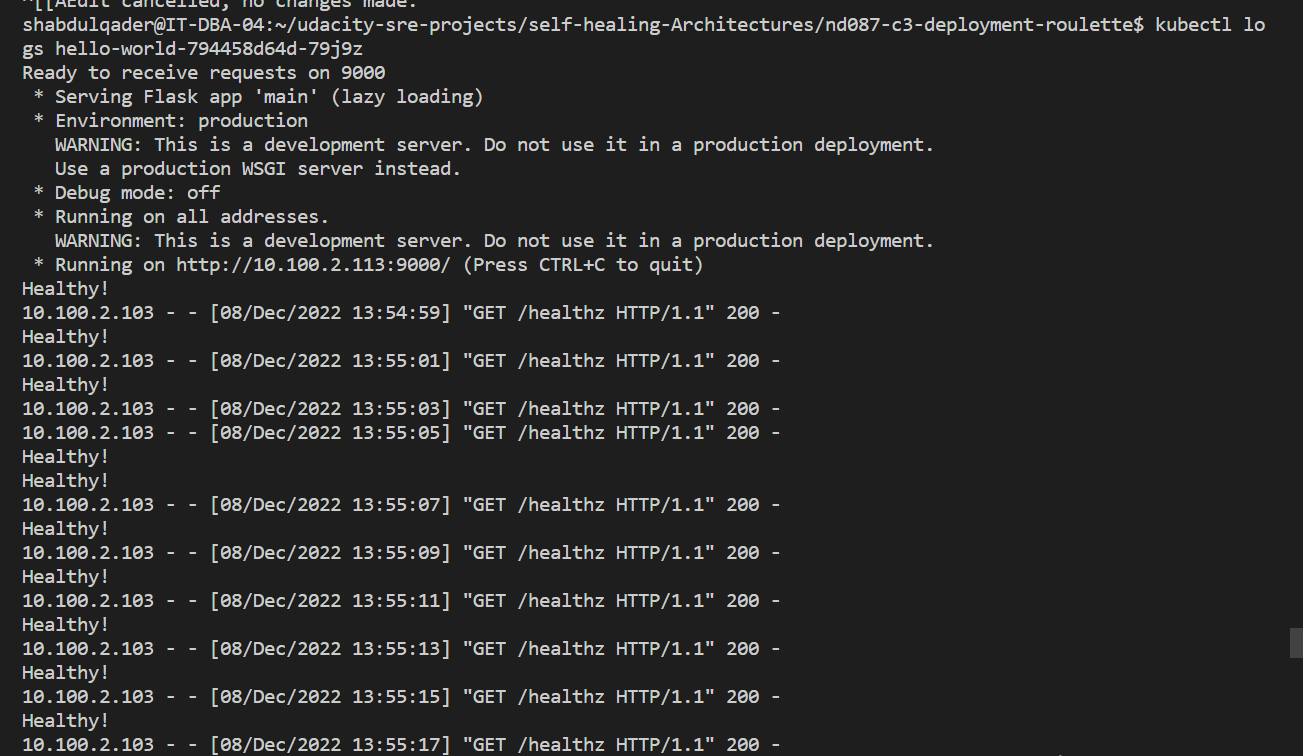 ^[[AEdit cancelled, no changes made.
shabdulqader@IT-DBA-04:~/udacity-sre-projects/self-healing-Architectures/nd087-c3-deployment-roulette$ kubectl lo
gs hello-world-794458d64d-79j9z
Ready to receive requests on 9000
 * Serving Flask app 'main' (lazy loading)
 * Environment: production
   WARNING: This is a development server. Do not use it in a production deployment.
   Use a production WSGI server instead.
 * Debug mode: off
 * Running on all addresses.
   WARNING: This is a development server. Do not use it in a production deployment.
 * Running on http://10.100.2.113:9000/ (Press CTRL+C to quit)
Healthy!
10.100.2.103 - - [08/Dec/2022 13:54:59] "GET /healthz HTTP/1.1" 200 -
Healthy!
10.100.2.103 - - [08/Dec/2022 13:55:01] "GET /healthz HTTP/1.1" 200 -
Healthy!
10.100.2.103 - - [08/Dec/2022 13:55:03] "GET /healthz HTTP/1.1" 200 -
10.100.2.103 - - [08/Dec/2022 13:55:05] "GET /healthz HTTP/1.1" 200 -
Healthy!
Healthy!
10.100.2.103 - - [08/Dec/2022 13:55:07] "GET /healthz HTTP/1.1" 200 -
Healthy!
10.100.2.103 - - [08/Dec/2022 13:55:09] "GET /healthz HTTP/1.1" 200 -
Healthy!
10.100.2.103 - - [08/Dec/2022 13:55:11] "GET /healthz HTTP/1.1" 200 -
Healthy!
10.100.2.103 - - [08/Dec/2022 13:55:13] "GET /healthz HTTP/1.1" 200 -
Healthy!
10.100.2.103 - - [08/Dec/2022 13:55:15] "GET /healthz HTTP/1.1" 200 -
Healthy!
10.100.2.103 - - [08/Dec/2022 13:55:17] "GET /healthz HTTP/1.1" 200 -